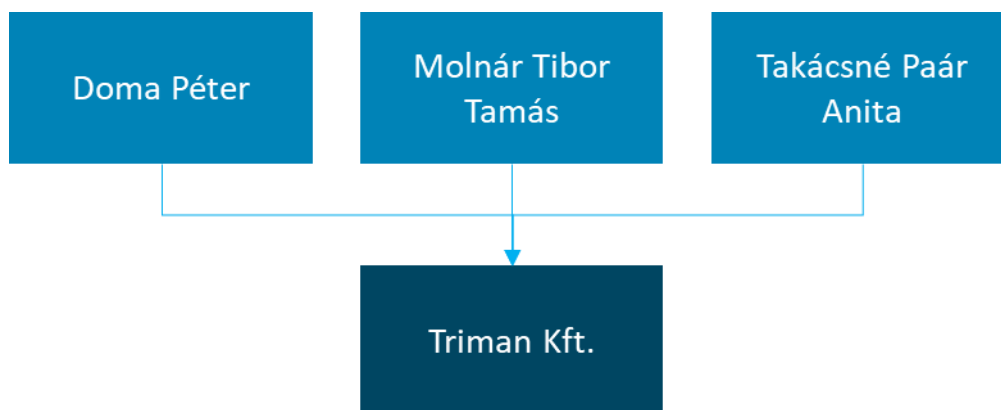 Doma Péter
Molnár Tibor
Tamás
Takácsné Paár
Anita
Triman Kft.